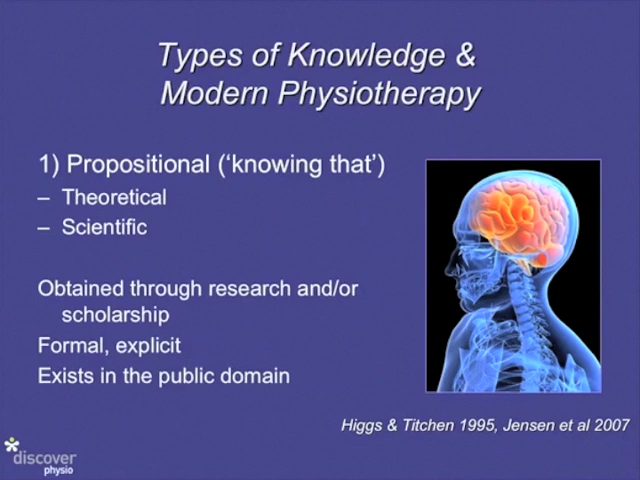 Types of Knowledge &
Modern Physiotherapy
1) Propositional (‘knowing that’)
– Theoretical
– Scientific
Obtained through research and/or
scholarship
Formal, explicit
Exists in the public domain
Higgs & Titchen 1995, Jensen et al 2007
discover
physio